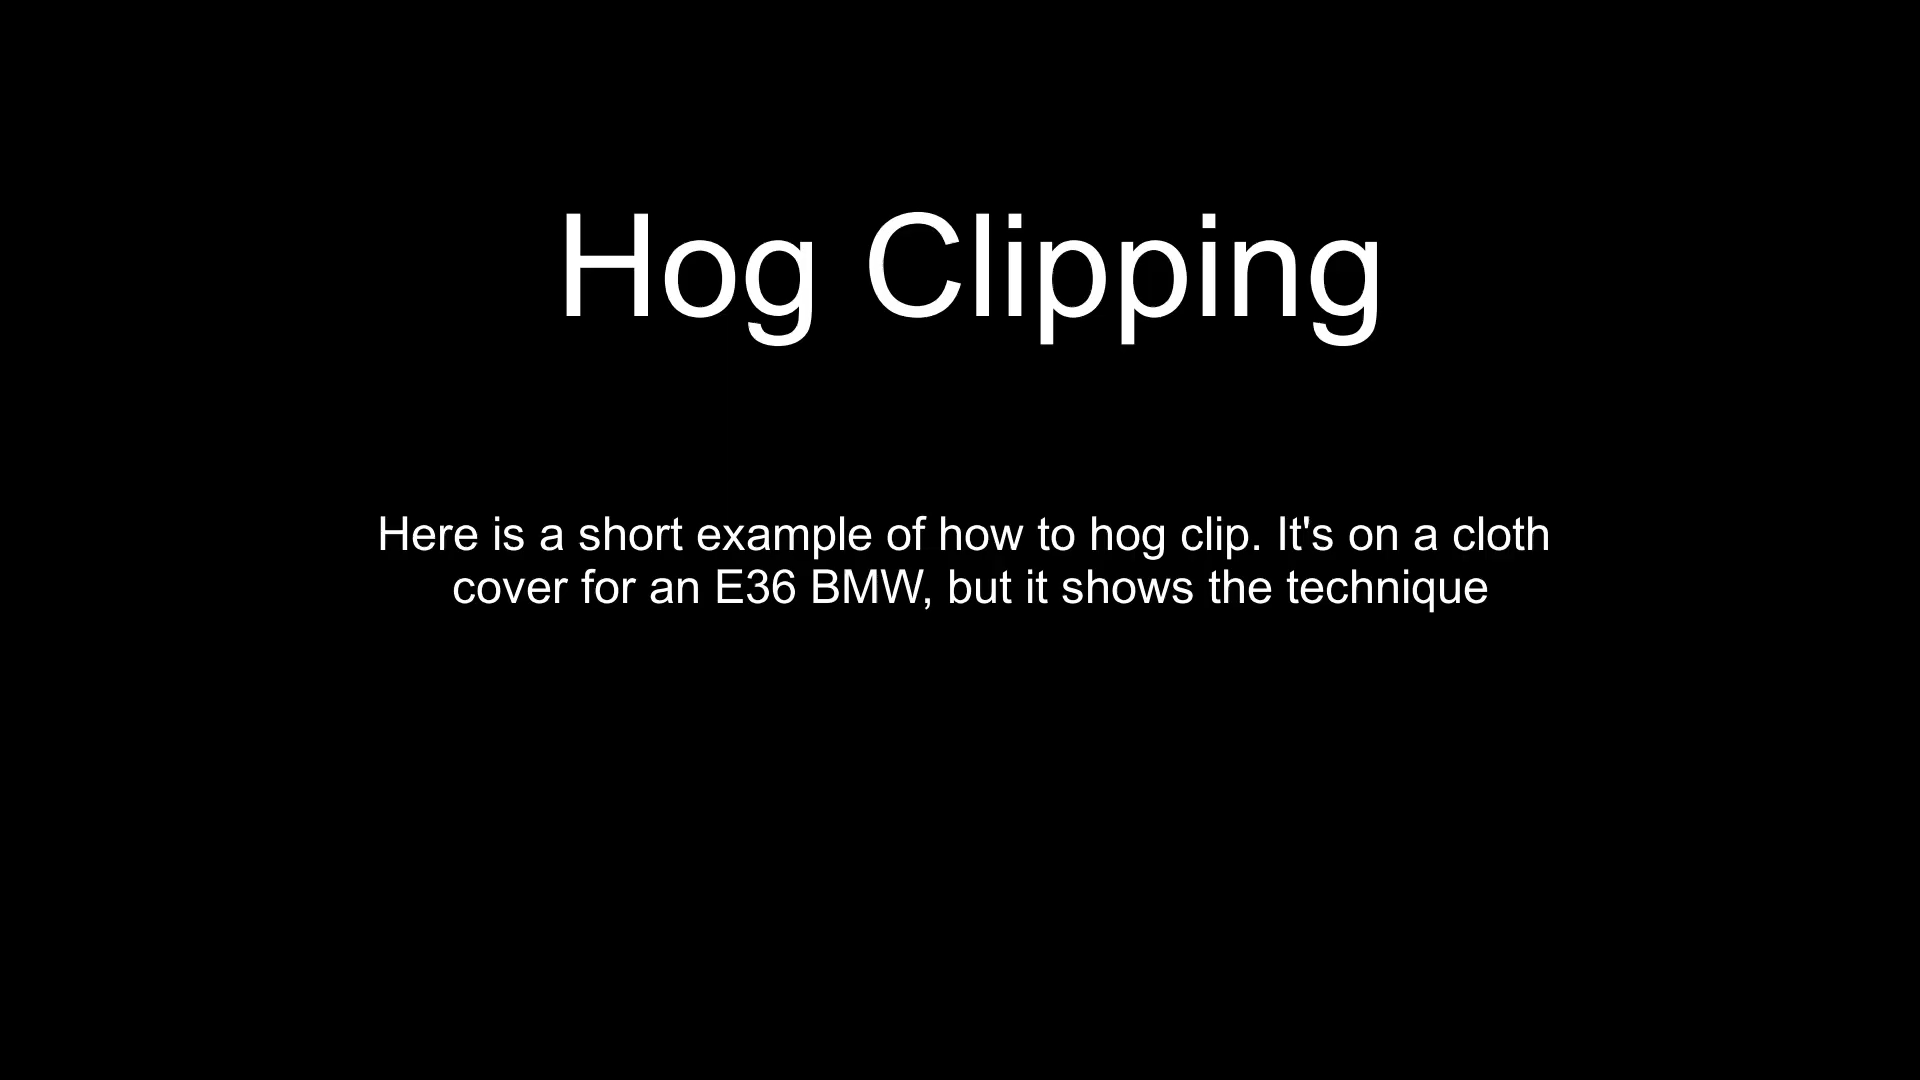 Hog Clipping
Here is a short example of how to hog clip. It's on a cloth
cover for an E36 BMW, but it shows the technique